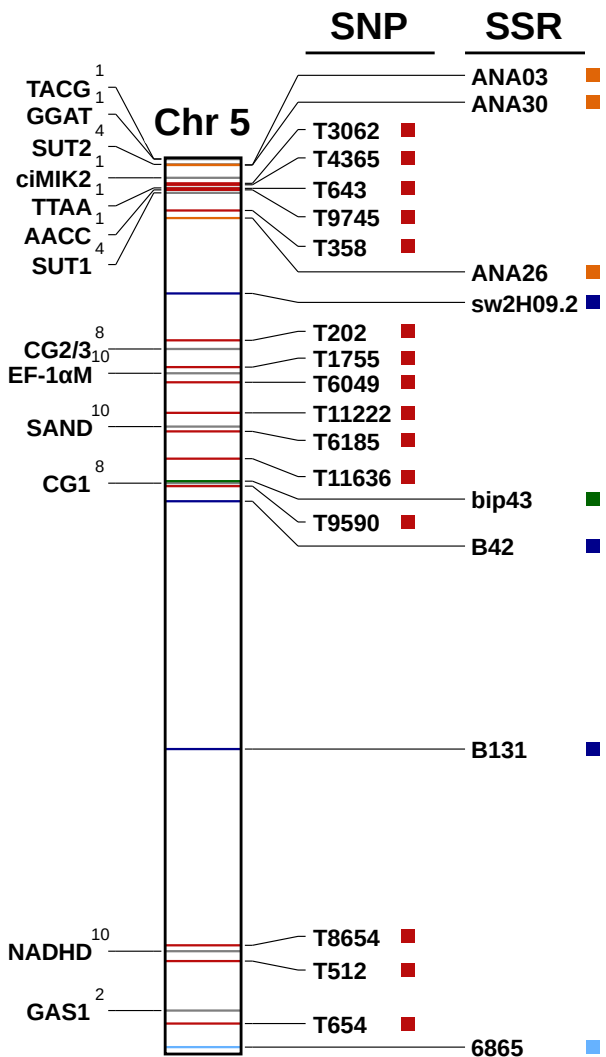 SNP SSR
Chr 5
TACG 1
GGAT 1
SUT2 4
ciMIK2 1
TTAA 1
AACC 1
SUT1 4
CG2/3 8
EF-1αM 10
SAND 10
CG1 8
NADHD 10
GAS1 2
T3062
T4365
T643
T9745
T358
T202
T1755
T6049
T11222
T6185
T11636
T9590
T8654
T512
T654
ANA03
ANA30
ANA26
sw2H09.2
bip43
B42
B131
6865